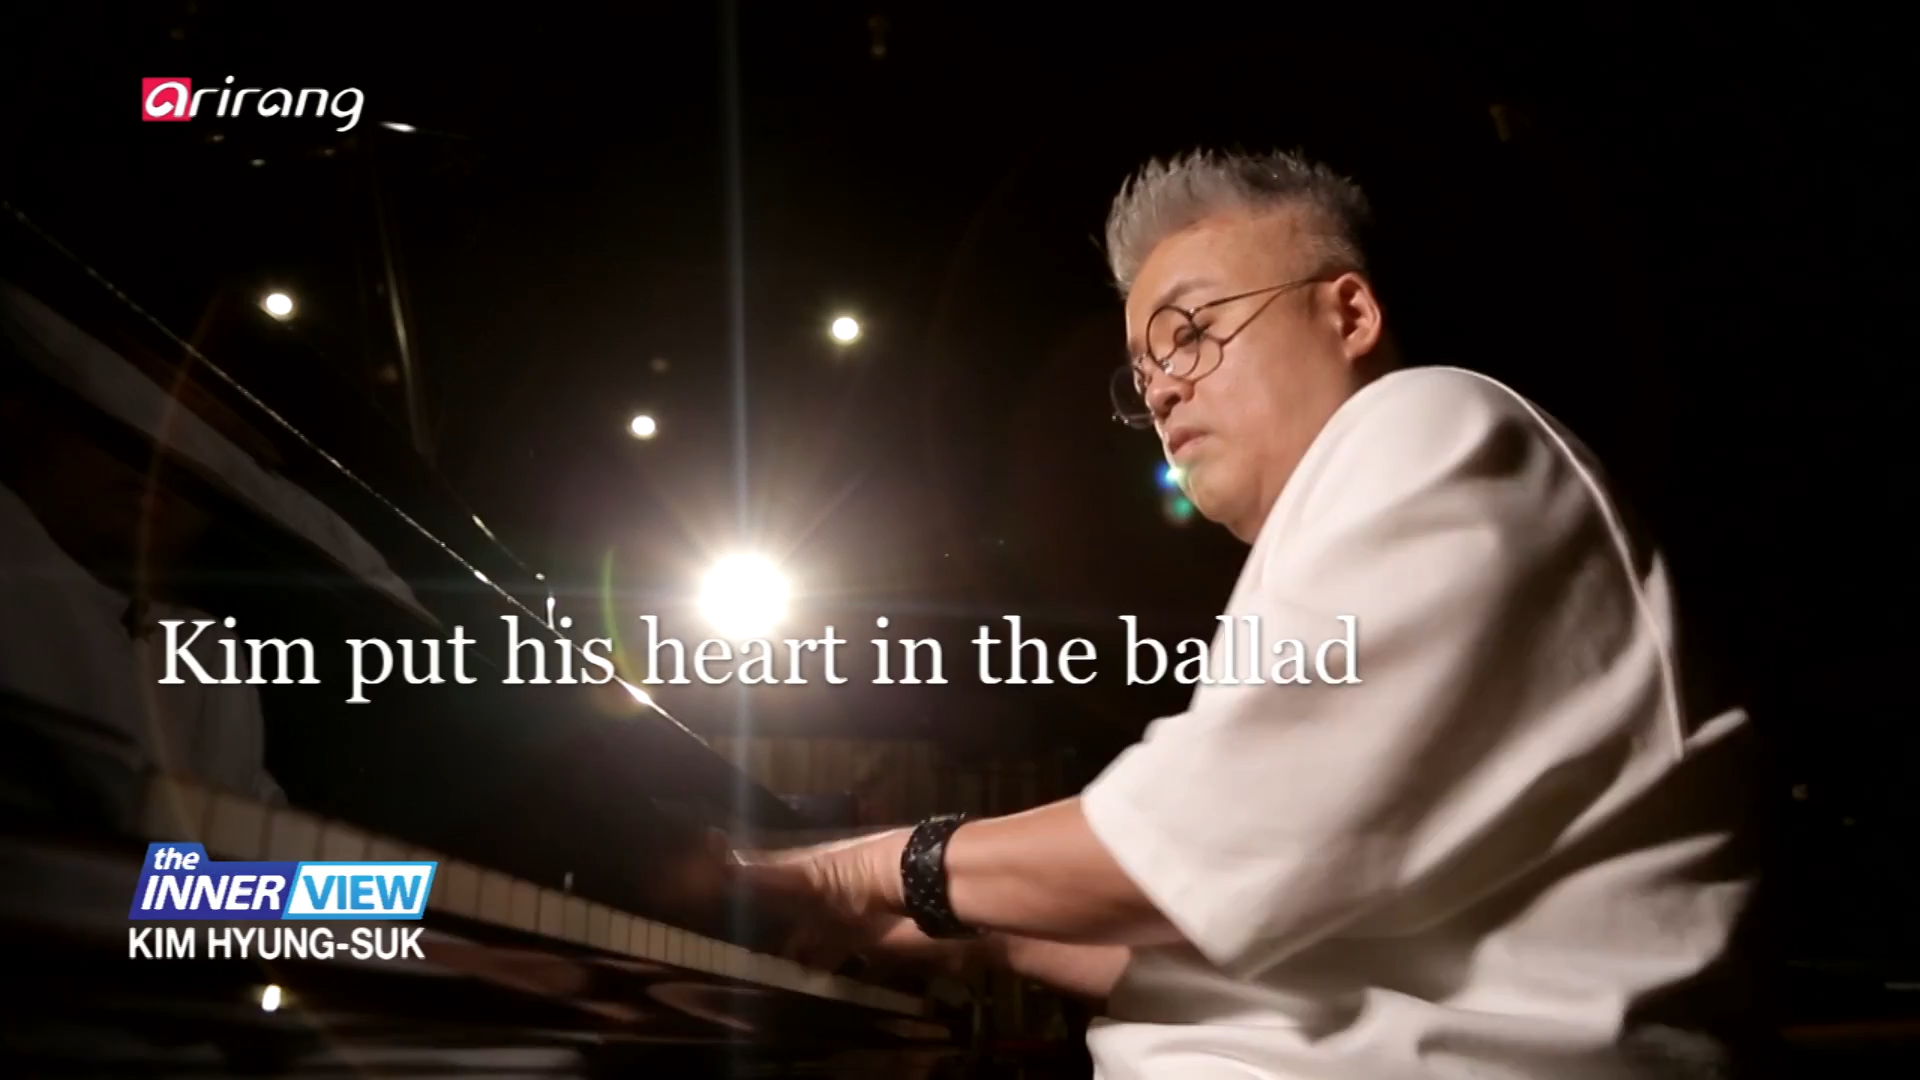 arirang
Kim put his heart in the ballad
the
INNER VIEW
KIM HYUNG-SUK